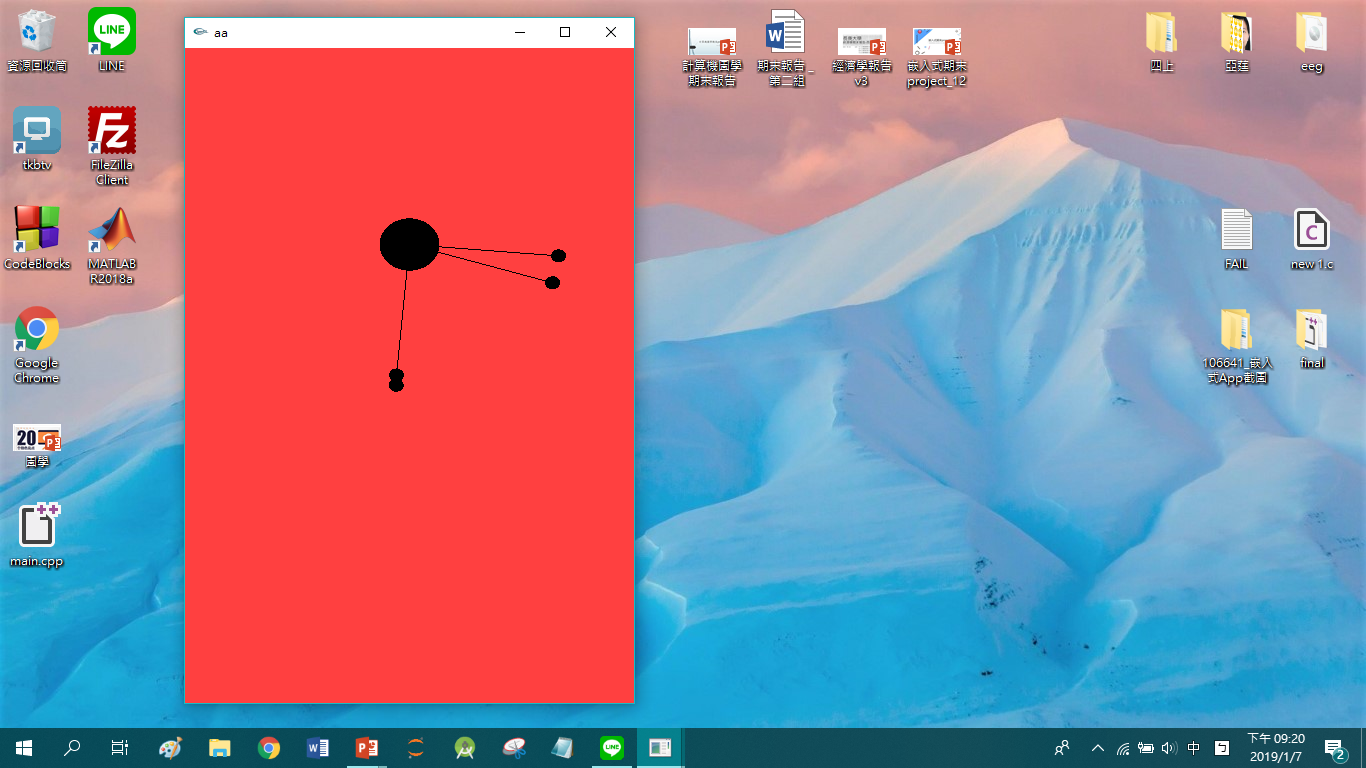 aa
資源回收筒
LINE
計算機圖學
期末報告
期末報告_
第二組
經濟學報告
v3
嵌入式期末
project_12
四上
亞蓮
eeg
tkbtv
FileZilla
Client
CodeBlocks
MATLAB
R2018a
FAIL
new 1.c
Google
Chrome
106641_嵌入
式App截圖
final
20
圖學
main.cpp
中
下午 09:20
2019/1/7
2